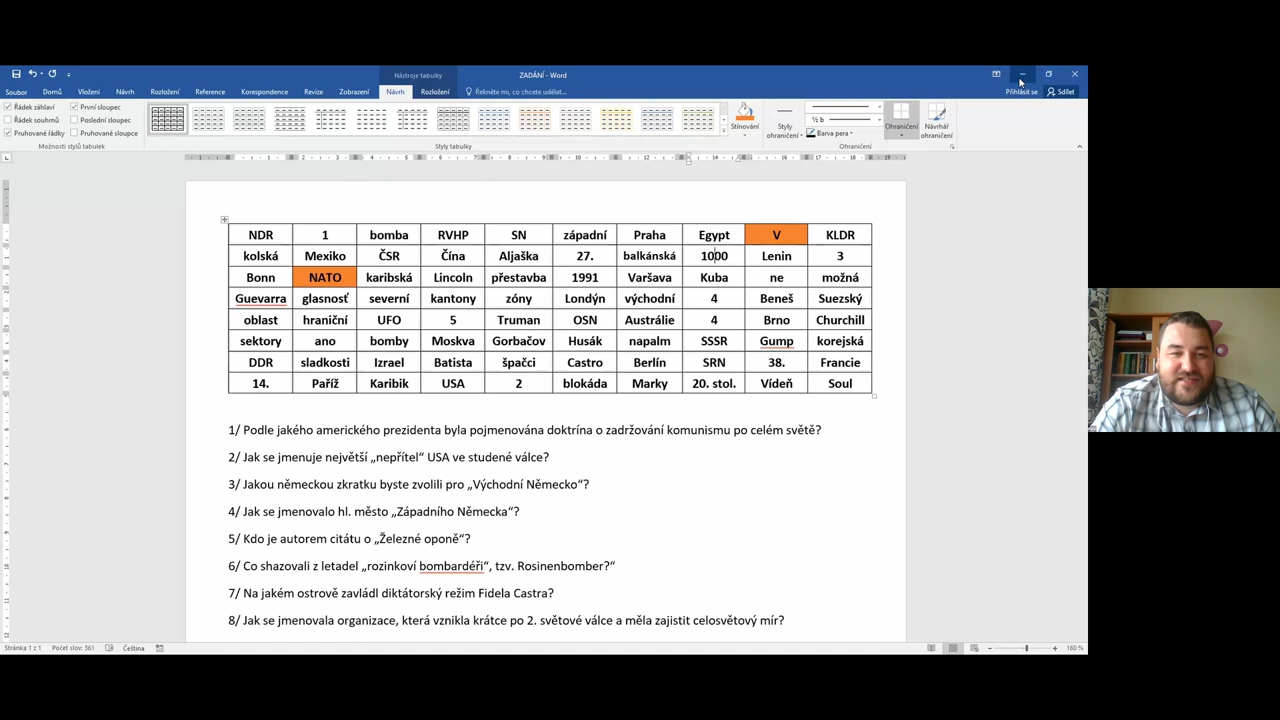 Nástroje tabulky
ZADÁNÍ - Word
Soubor Domů Vložení Návrh Rozložení Reference Korespondence Revize Zobrazení Návrh Rozložení Řekněte mi, co chcete udělat... Přihlásit se Sdílet
Řádek záhlaví První sloupec
Řádek souhrnů Poslední sloupec
Pruhované řádky Pruhované sloupce
Možnosti stylů tabulek
Styly tabulky
Stínování
Styly ohraničení
½ b
Barva pera
Ohraničení
Návrhář ohraničení
Ohraničení
NDR 1 bomba RVHP SN západní Praha Egypt V KLDR
kolská Mexiko ČSR Čína Aljaška 27. balkánská 1000 Lenin 3
Bonn NATO karibská Lincoln přestavba 1991 Varšava Kuba ne možná
Guevarra glasnosť severní kantony zóny Londýn východní 4 Beneš Suezský
oblast hraniční UFO 5 Truman OSN Austrálie 4 Brno Churchill
sektory ano bomby Moskva Gorbačov Husák napalm SSSR Gump korejská
DDR sladkosti Izrael Batista špačci Castro Berlín SRN 38. Francie
14. Paříž Karibik USA 2 blokáda Marky 20. stol. Vídeň Soul
1/ Podle jakého amerického prezidenta byla pojmenována doktrína o zadržování komunismu po celém světě?
2/ Jak se jmenuje největší „nepřítel“ USA ve studené válce?
3/ Jakou německou zkratku byste zvolili pro „Východní Německo“?
4/ Jak se jmenovalo hl. město „Západního Německa“?
5/ Kdo je autorem citátu o „Železné oponě“?
6/ Co shazovali z letadel „rozinkoví bombardéři“, tzv. Rosinenbomber?“
7/ Na jakém ostrově zavládl diktátorský režim Fidela Castra?
8/ Jak se jmenovala organizace, která vznikla krátce po 2. světové válce a měla zajistit celosvětový mír?
Stránka 1 z 1 Počet slov: 361 Čeština 160 %